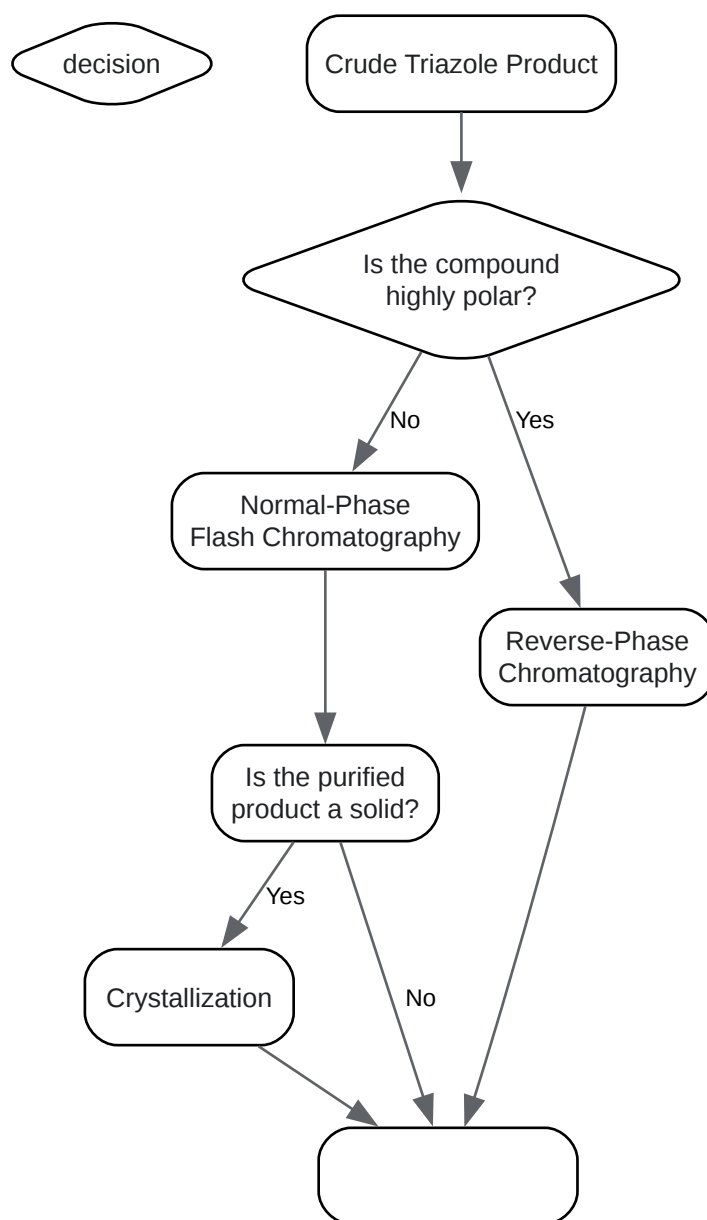 decision
Crude Triazole Product
Is the compound
highly polar?
No
Yes
Normal-Phase
Flash Chromatography
Reverse-Phase
Chromatography
Is the purified
product a solid?
Yes
Crystallization
No